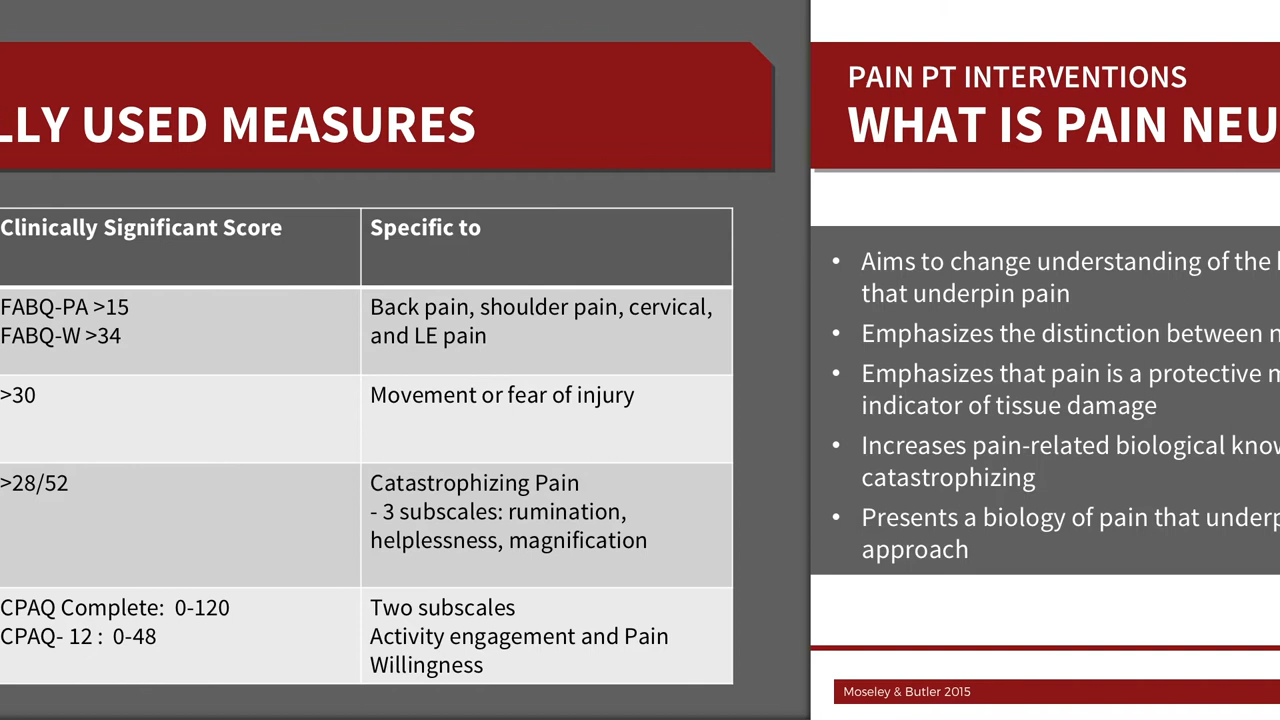 LLY USED MEASURES
Clinically Significant Score
Specific to
FABQ-PA >15
FABQ-W >34
Back pain, shoulder pain, cervical,
and LE pain
>30
Movement or fear of injury
>28/52
Catastrophizing Pain
- 3 subscales: rumination,
helplessness, magnification
CPAQ Complete: 0-120
CPAQ- 12 : 0-48
Two subscales
Activity engagement and Pain
Willingness
PAIN PT INTERVENTIONS
WHAT IS PAIN NEU
• Aims to change understanding of the
that underpin pain
• Emphasizes the distinction between n
• Emphasizes that pain is a protective m
indicator of tissue damage
• Increases pain-related biological know
catastrophizing
• Presents a biology of pain that underp
approach
Moseley & Butler 2015